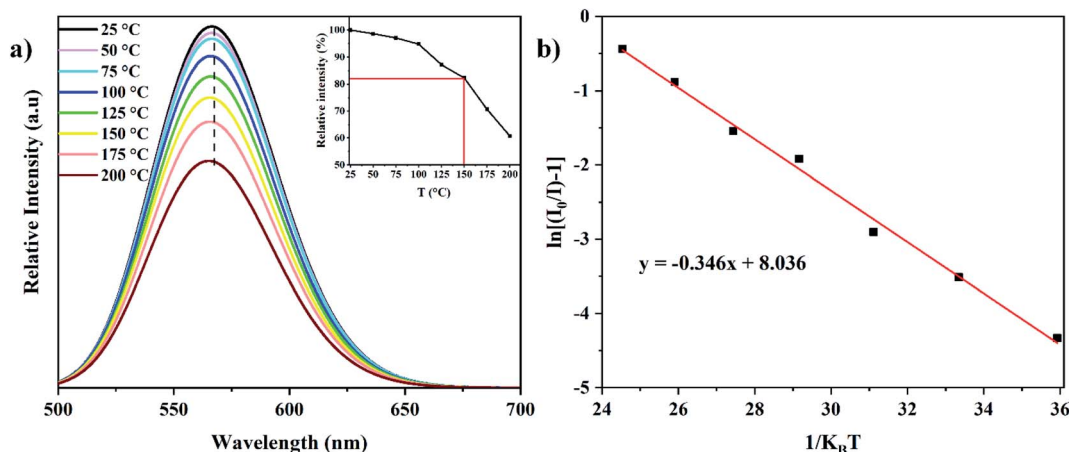 a)
25 °C
50 °C
75 °C
100 °C
125 °C
150 °C
175 °C
200 °C
Relative Intensity (a.u)
500 550 600 650 700
Wavelength (nm)
Relative intensity (%)
100
90
80
70
60
50
25 50 75 100 125 150 175 200
T (°C)
b)
ln[(I₀/I)-1]
-0
-1
-2
-3
-4
-5
y = -0.346x + 8.036
24 26 28 30 32 34 36
1/K_BT